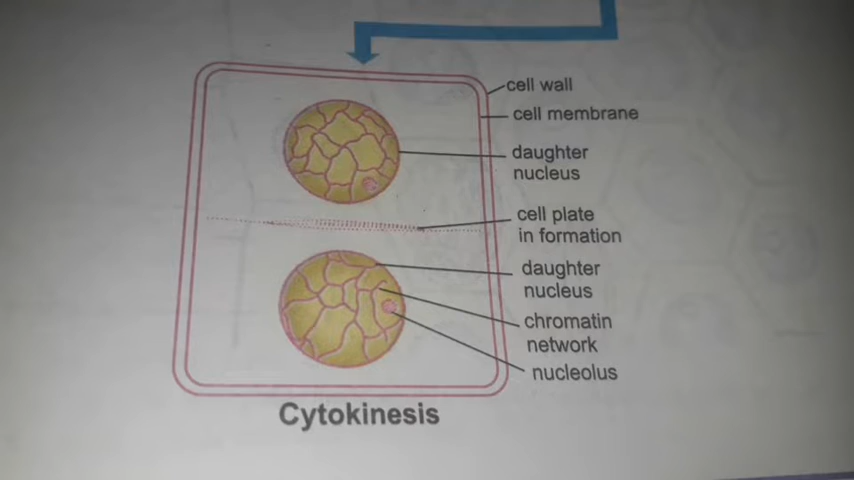 cell wall
cell membrane
daughter
nucleus
cell plate
in formation
daughter
nucleus
chromatin
network
nucleolus
Cytokinesis